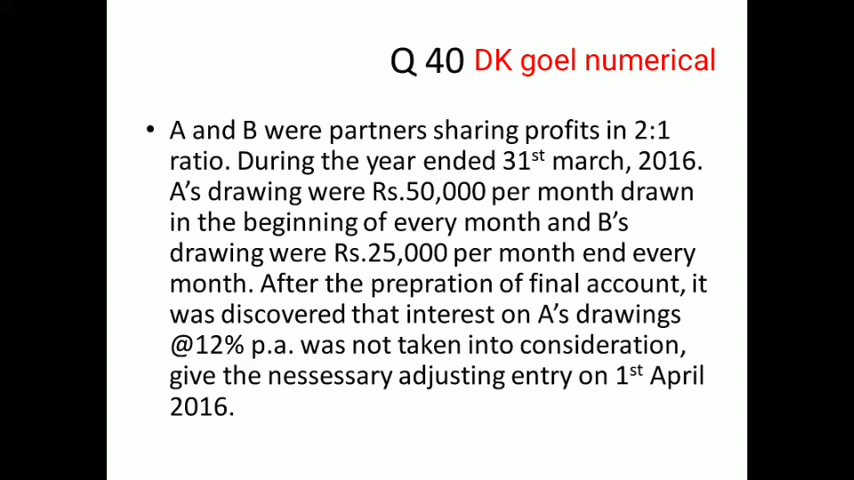 Q 40 DK goel numerical
• A and B were partners sharing profits in 2:1
ratio. During the year ended 31st march, 2016.
A's drawing were Rs.50,000 per month drawn
in the beginning of every month and B's
drawing were Rs.25,000 per month end every
month. After the prepration of final account, it
was discovered that interest on A's drawings
@12% p.a. was not taken into consideration,
give the nessessary adjusting entry on 1st April
2016.